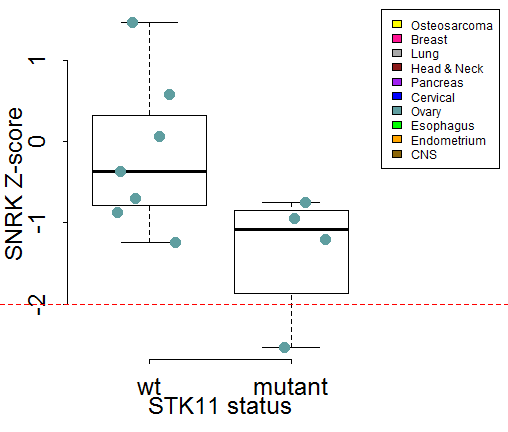 SNRK Z-score
1
0
-1
-2
wt mutant
STK11 status
Osteosarcoma
Breast
Lung
Head & Neck
Pancreas
Cervical
Ovary
Esophagus
Endometrium
CNS